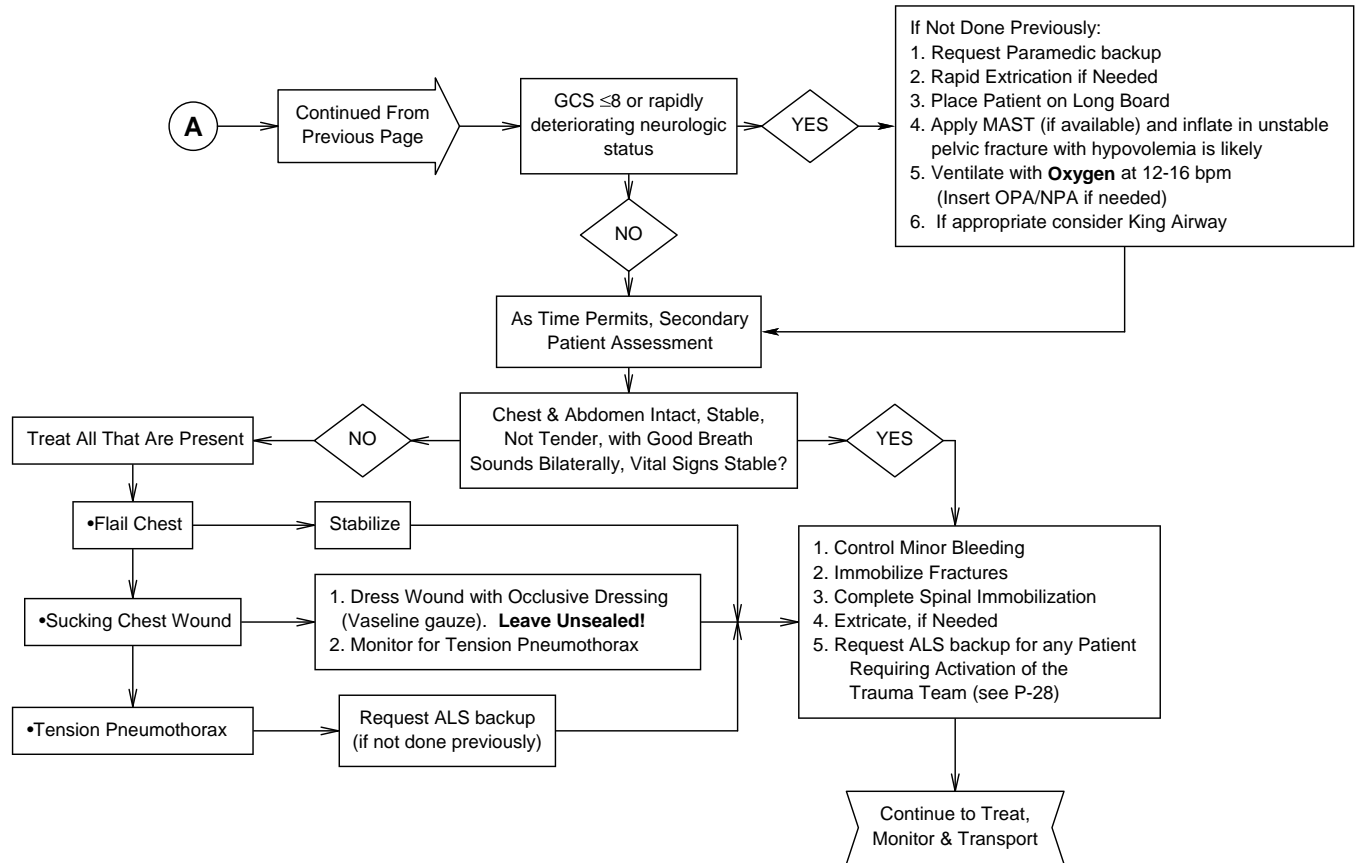 A
Continued From
Previous Page
GCS ≤8 or rapidly
deteriorating neurologic
status
YES
If Not Done Previously:
1. Request Paramedic backup
2. Rapid Extrication if Needed
3. Place Patient on Long Board
4. Apply MAST (if available) and inflate in unstable
pelvic fracture with hypovolemia is likely
5. Ventilate with Oxygen at 12-16 bpm
(Insert OPA/NPA if needed)
6. If appropriate consider King Airway
NO
As Time Permits, Secondary
Patient Assessment
Chest & Abdomen Intact, Stable,
Not Tender, with Good Breath
Sounds Bilaterally, Vital Signs Stable?
NO
Treat All That Are Present
YES
•Flail Chest
Stabilize
•Sucking Chest Wound
1. Dress Wound with Occlusive Dressing
(Vaseline gauze). Leave Unsealed!
2. Monitor for Tension Pneumothorax
•Tension Pneumothorax
Request ALS backup
(if not done previously)
1. Control Minor Bleeding
2. Immobilize Fractures
3. Complete Spinal Immobilization
4. Extricate, if Needed
5. Request ALS backup for any Patient
Requiring Activation of the
Trauma Team (see P-28)
Continue to Treat,
Monitor & Transport